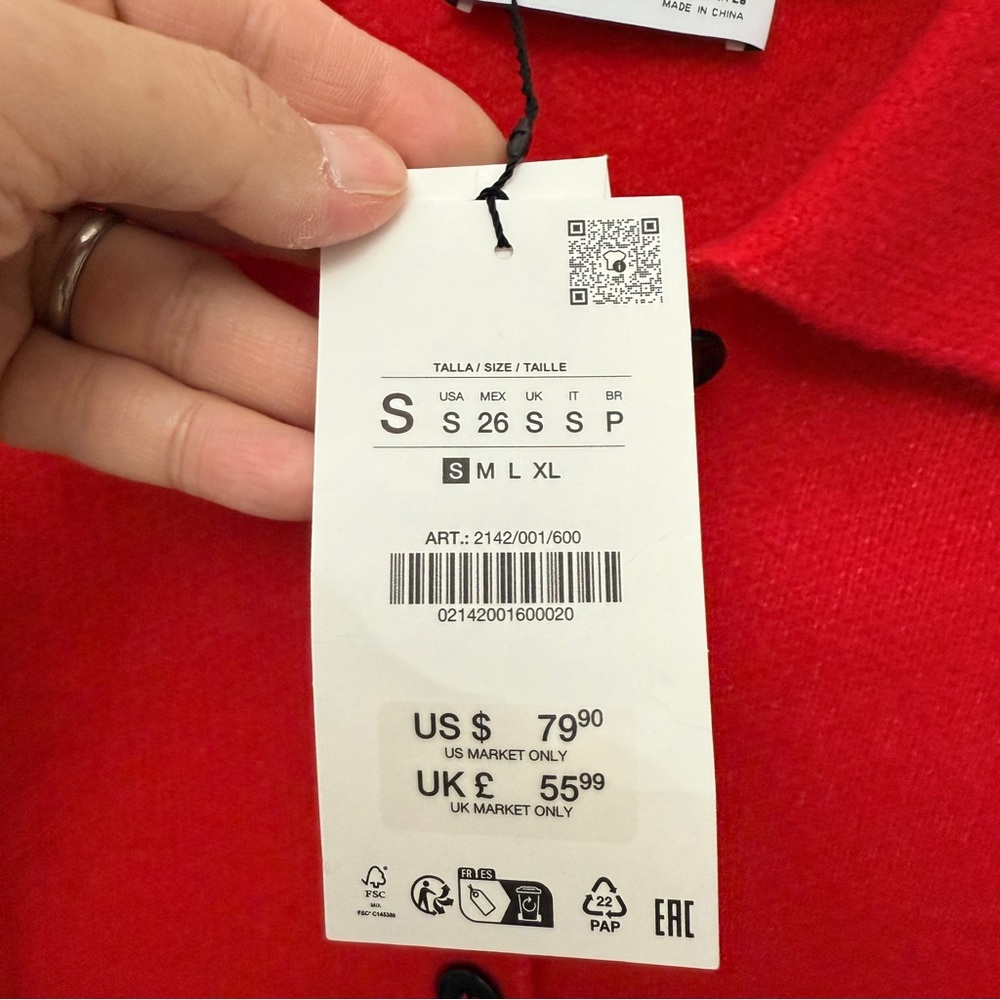 MADE IN CHINA
TALLA / SIZE / TAILLE
USA MEX UK IT BR
S S 26 S S P
S M L XL
ART.: 2142/001/600
02142001600020
US $ 79⁹⁰
US MARKET ONLY
UK £ 55⁹⁹
UK MARKET ONLY
FR ES
FSC
22
PAP
EAC